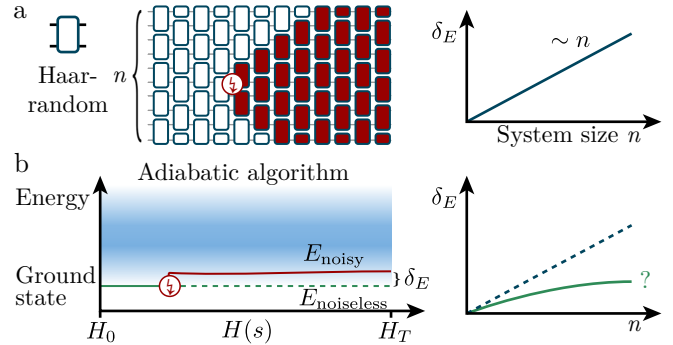 a
Haar-
random
n
δ_E
~ n
System size n
b
Adiabatic algorithm
Energy
E_noisy
Ground
state
δ_E
E_noiseless
H_0
H(s)
H_T
δ_E
?
n